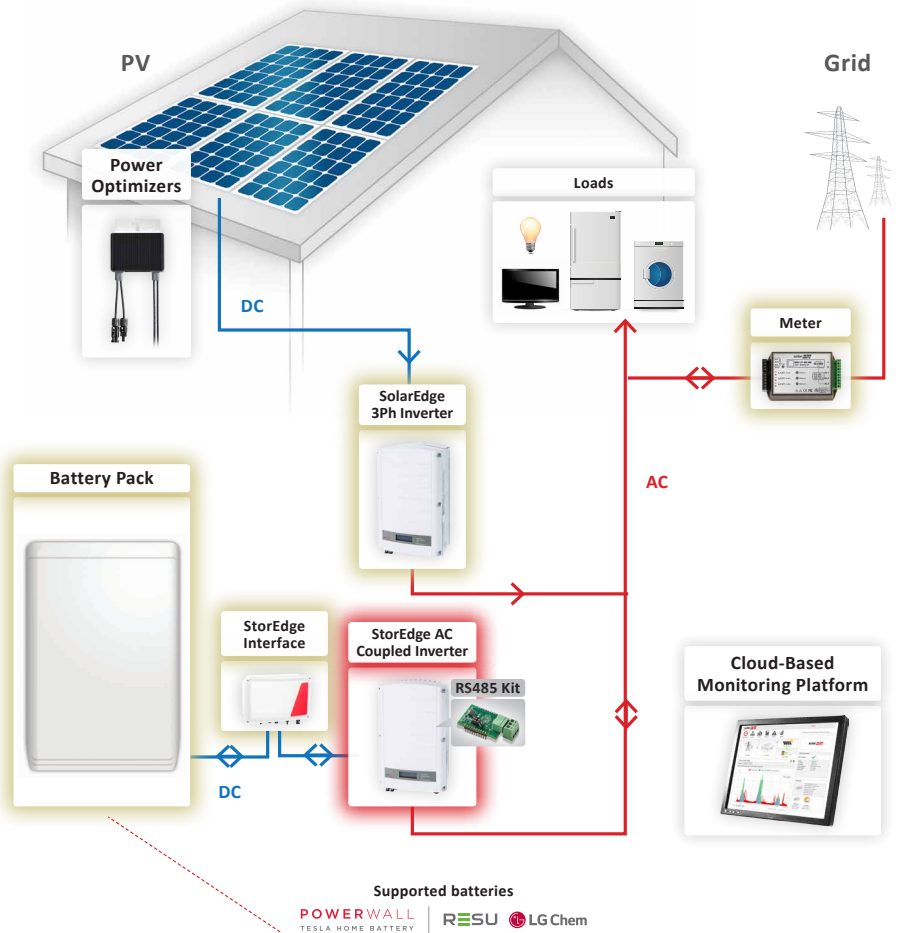 PV
Grid
Power
Optimizers
Loads
DC
Meter
SolarEdge
3Ph Inverter
Battery Pack
AC
StorEdge
Interface
StorEdge AC
Coupled Inverter
RS485 Kit
Cloud-Based
Monitoring Platform
DC
Supported batteries
POWERWALL
TESLA HOME BATTERY
RESU
LG Chem